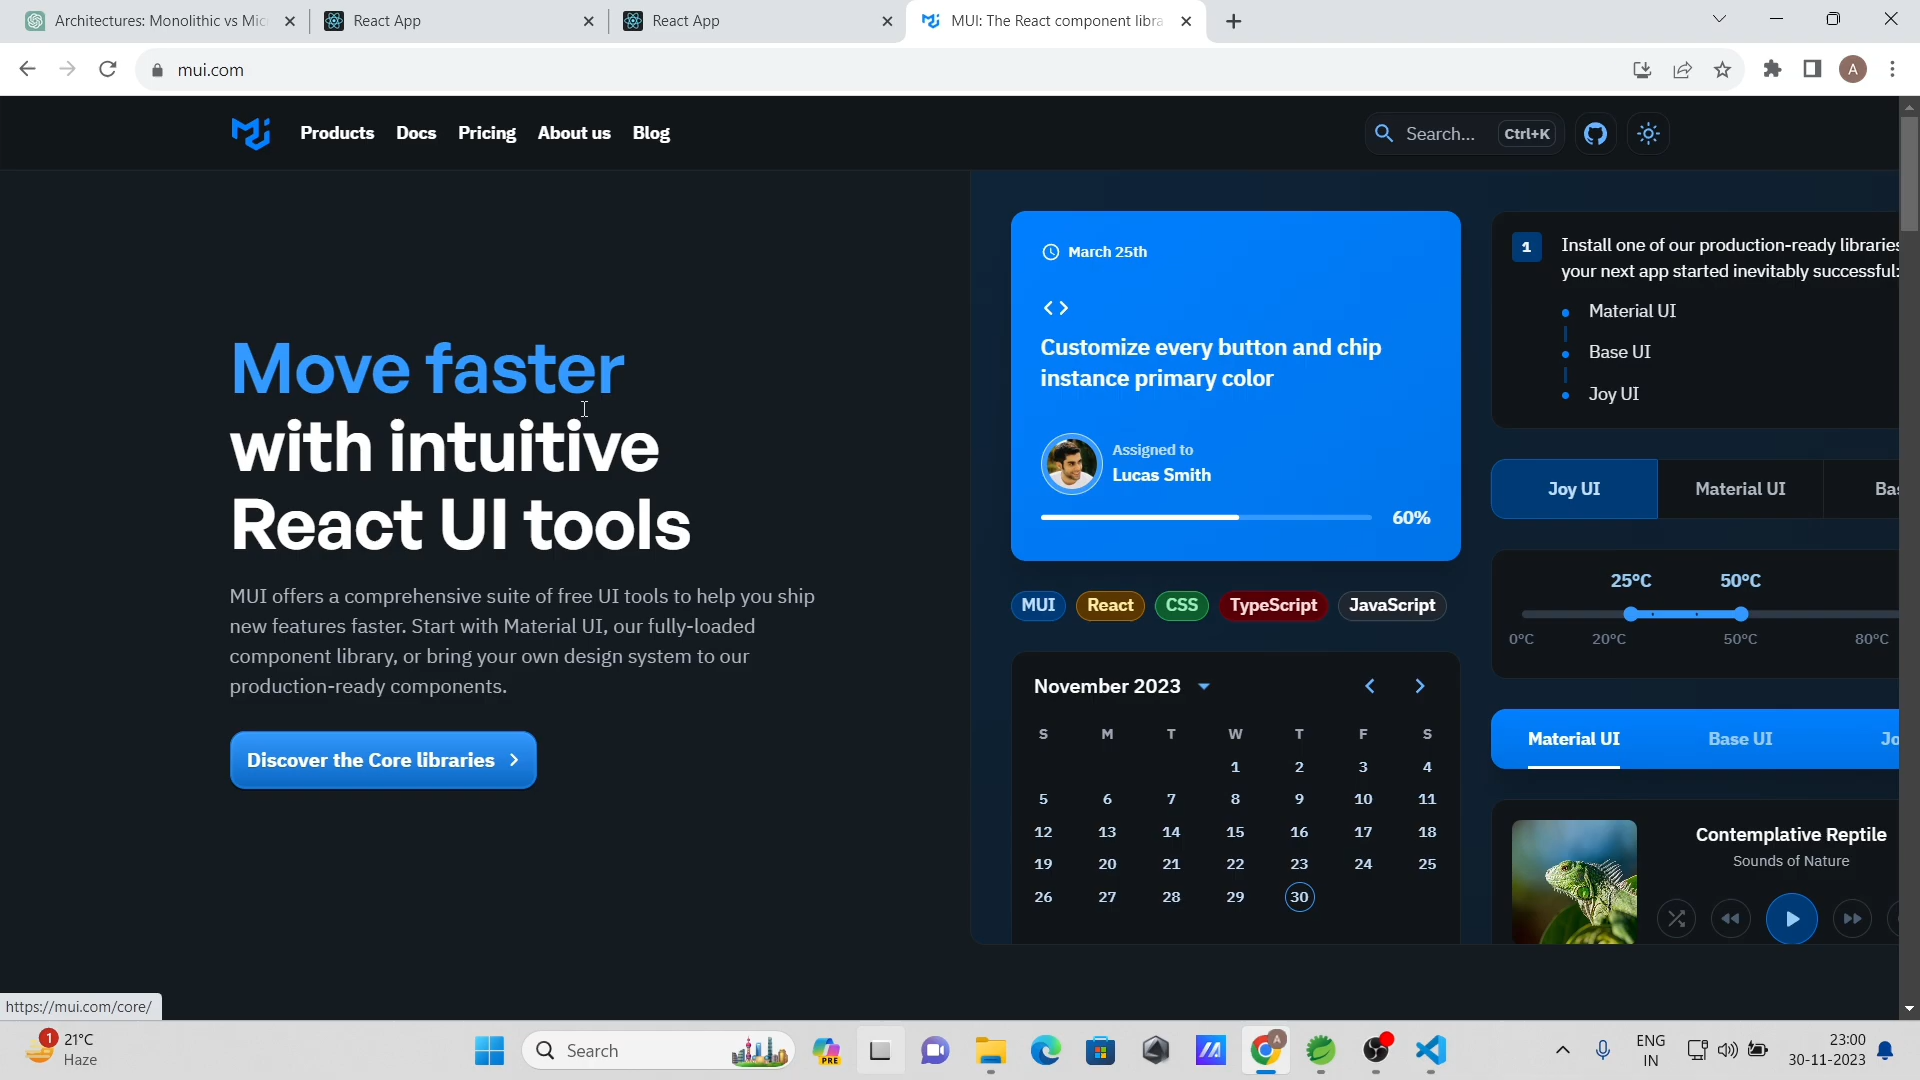 Architectures: Monolithic vs Mic
React App
React App
MUI: The React component libra
mui.com
A
Products
Docs
Pricing
About us
Blog
Search...
Ctrl+K
Move faster
with intuitive
React UI tools
MUI offers a comprehensive suite of free UI tools to help you ship
new features faster. Start with Material UI, our fully-loaded
component library, or bring your own design system to our
production-ready components.
Discover the Core libraries
March 25th
Customize every button and chip
instance primary color
Assigned to
Lucas Smith
60%
MUI
React
CSS
TypeScript
JavaScript
November 2023
S M T W T F S
1 2 3 4
5 6 7 8 9 10 11
12 13 14 15 16 17 18
19 20 21 22 23 24 25
26 27 28 29 30
1
Install one of our production-ready libraries
your next app started inevitably successful:
Material UI
Base UI
Joy UI
Joy UI
Material UI
Bas
25°C 50°C
0°C 20°C 50°C 80°C
Material UI
Base UI
Jo
Contemplative Reptile
Sounds of Nature
https://mui.com/core/
1
21°C
Haze
Search
PRE
A
ENG
IN
23:00
30-11-2023